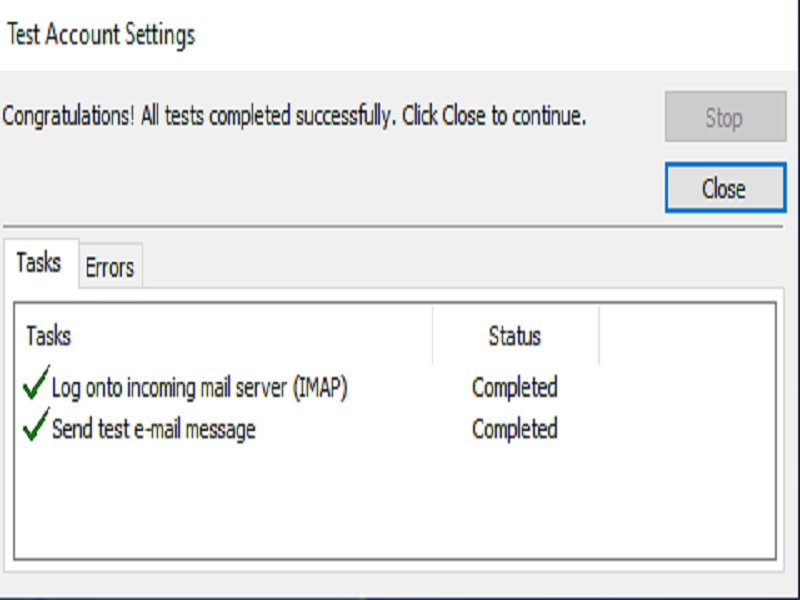 Test Account Settings
Congratulations! All tests completed successfully. Click Close to continue.
Stop
Close
Tasks
Errors
Tasks
Status
Log onto incoming mail server (IMAP)
Completed
Send test e-mail message
Completed